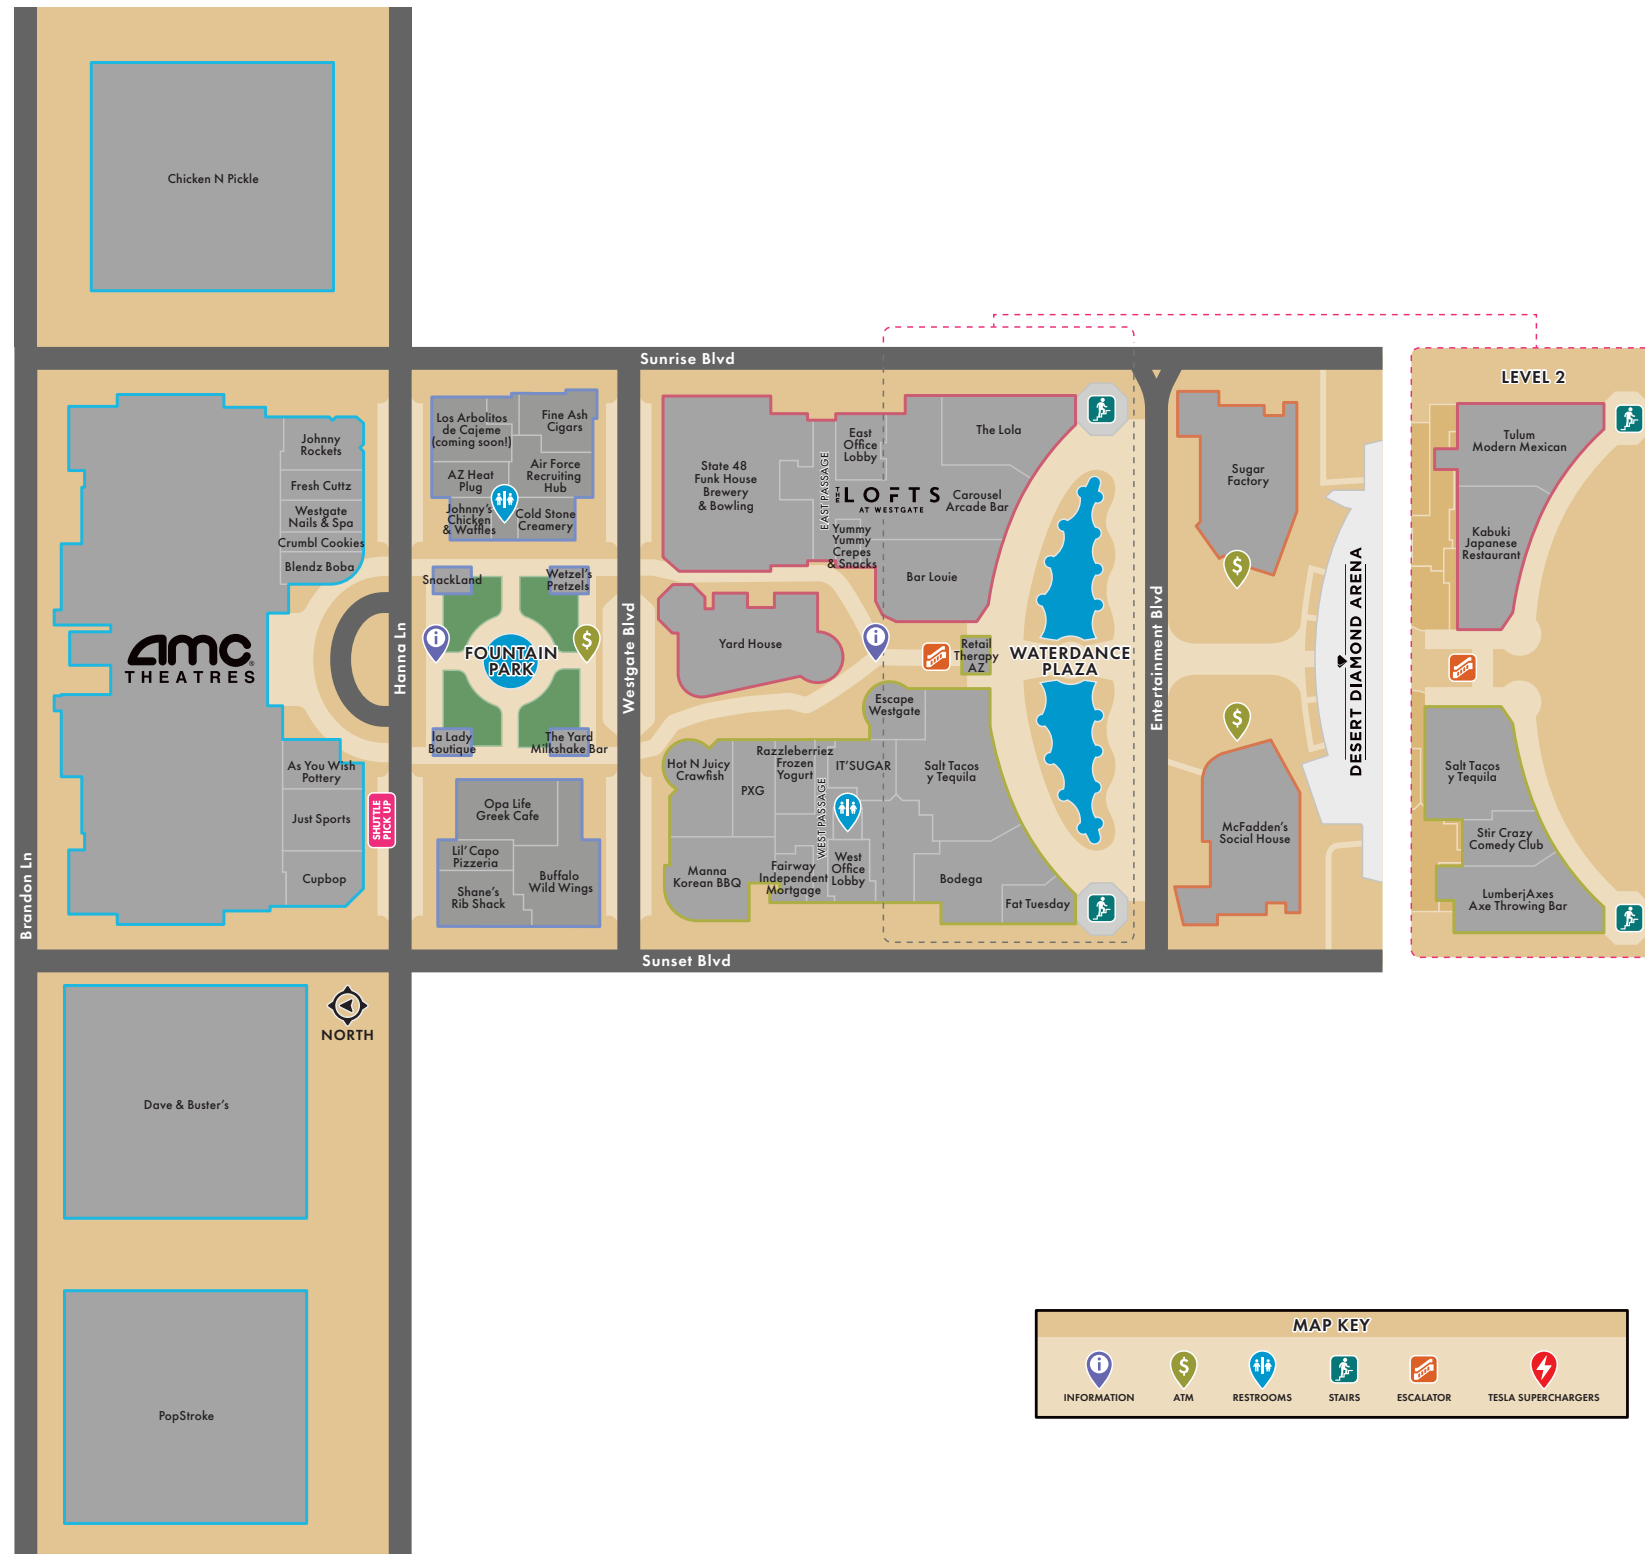 Chicken N Pickle
Sunrise Blvd
LEVEL 2
Johnny
Rockets
Fresh Cuttz
Westgate
Nails & Spa
Crumbl Cookies
Blendz Boba
amc
THEATRES
As You Wish
Pottery
Just Sports
Cupbop
SHUTTLE
PICK UP
Brandon Ln
Hanna Ln
Los Arbolitos
de Cajeme
(coming soon!)
Fine Ash
Cigars
AZ Heat
Plug
Air Force
Recruiting
Hub
Johnny's
Chicken
& Waffles
Cold Stone
Creamery
SnackLand
Wetzel's
Pretzels
FOUNTAIN
PARK
la Lady
Boutique
The Yard
Milkshake Bar
Opa Life
Greek Cafe
Lil' Capo
Pizzeria
Shane's
Rib Shack
Buffalo
Wild Wings
Westgate Blvd
State 48
Funk House
Brewery
& Bowling
EAST PASSAGE
East
Office
Lobby
The Lola
THE LOFTS
AT WESTGATE
Carousel
Arcade Bar
Yummy
Yummy
Crepes
& Snacks
Bar Louie
Yard House
Retail
Therapy
AZ
WATERDANCE
PLAZA
Escape
Westgate
Hot N Juicy
Crawfish
PXG
Razzleberriez
Frozen
Yogurt
IT'SUGAR
Salt Tacos
y Tequila
WEST PASSAGE
Manna
Korean BBQ
Fairway
Independent
Mortgage
West
Office
Lobby
Bodega
Fat Tuesday
Entertainment Blvd
Sugar
Factory
McFadden's
Social House
DESERT DIAMOND ARENA
Tulum
Modern Mexican
Kabuki
Japanese
Restaurant
Salt Tacos
y Tequila
Stir Crazy
Comedy Club
LumberjAxes
Axe Throwing Bar
Sunset Blvd
NORTH
Dave & Buster's
PopStroke
MAP KEY
INFORMATION
ATM
RESTROOMS
STAIRS
ESCALATOR
TESLA SUPERCHARGERS